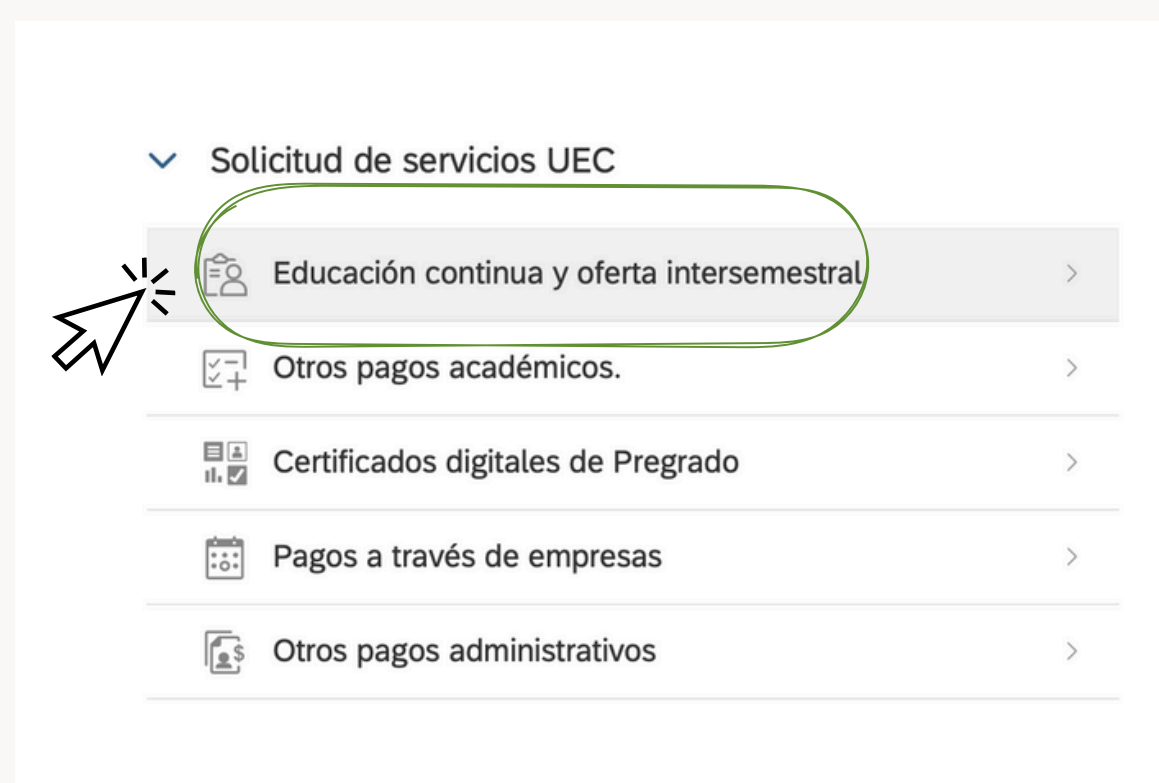 Solicitud de servicios UEC
Educación continua y oferta intersemestral
Otros pagos académicos.
Certificados digitales de Pregrado
Pagos a través de empresas
Otros pagos administrativos